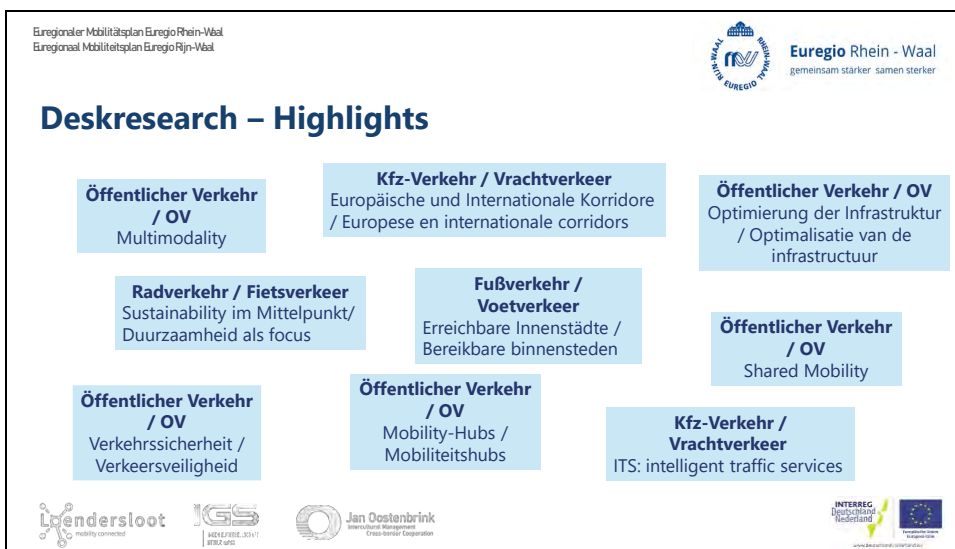 Euregionaler Mobilitätsplan Euregio Rhein-Waal
Euregionaal Mobiliteitsplan Euregio Rijn-Waal
RIJN-WAAL
RHEIN-WAAL
EUREGIO
Euregio Rhein - Waal
gemeinsam stärker samen sterker
Deskresearch – Highlights
Öffentlicher Verkehr
/ OV
Multimodality
Kfz-Verkehr / Vrachtverkeer
Europäische und Internationale Korridore
/ Europese en internationale corridors
Öffentlicher Verkehr / OV
Optimierung der Infrastruktur
/ Optimalisatie van de
infrastructuur
Radverkehr / Fietsverkeer
Sustainability im Mittelpunkt/
Duurzaamheid als focus
Fußverkehr /
Voetverkeer
Erreichbare Innenstädte /
Bereikbare binnensteden
Öffentlicher Verkehr
/ OV
Shared Mobility
Öffentlicher Verkehr
/ OV
Verkehrssicherheit /
Verkeersveiligheid
Öffentlicher Verkehr
/ OV
Mobility-Hubs /
Mobiliteitshubs
Kfz-Verkehr /
Vrachtverkeer
ITS: intelligent traffic services
Loendersloot
mobility connected
IGS
Jan Oostenbrink
Intercultural Management
Cross-border Cooperation
INTERREG
Deutschland
Nederland